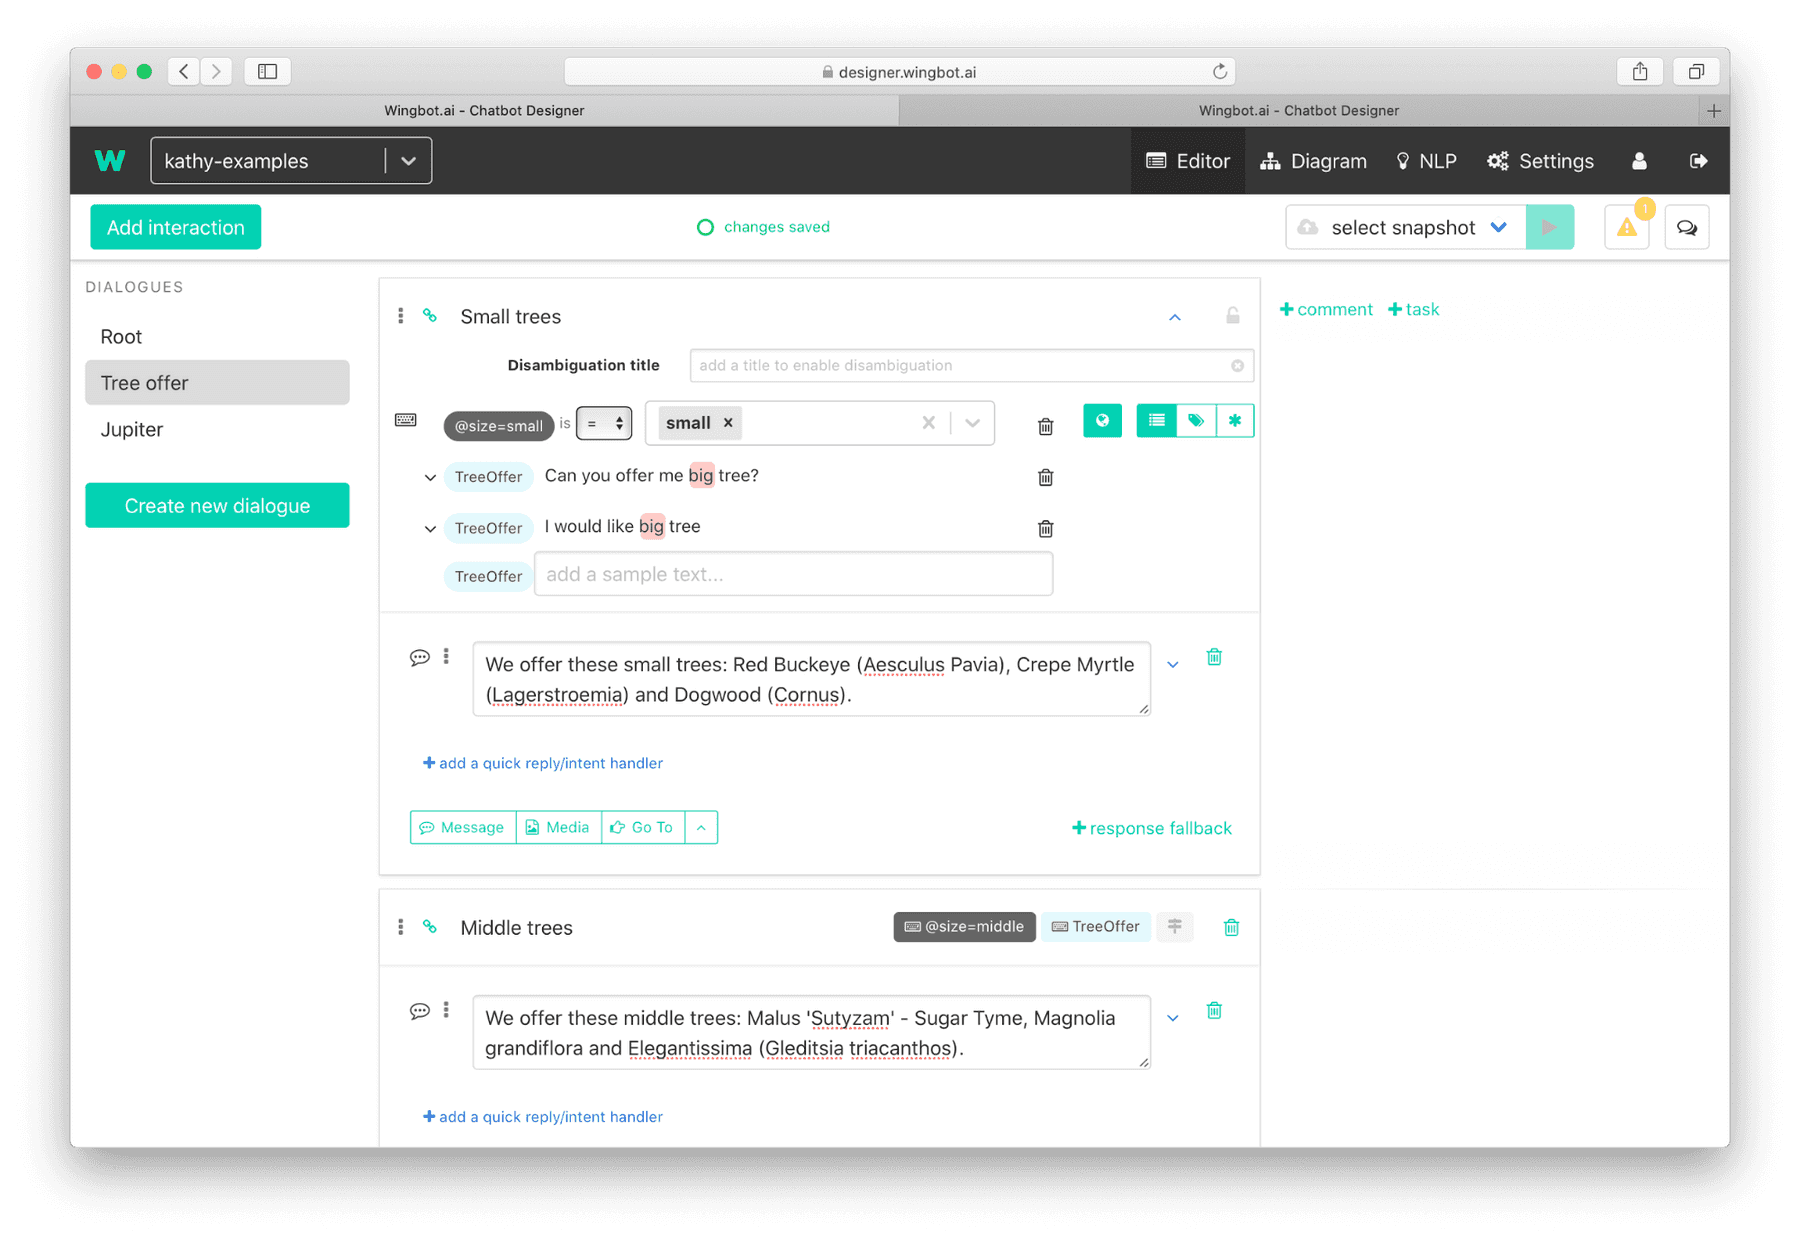 designer.wingbot.ai
Wingbot.ai - Chatbot Designer
Wingbot.ai - Chatbot Designer
W
kathy-examples
Editor
Diagram
NLP
Settings
Add interaction
changes saved
select snapshot
1
DIALOGUES
Root
Tree offer
Jupiter
Create new dialogue
Small trees
+comment +task
Disambiguation title
add a title to enable disambiguation
@size=small is = small ×
TreeOffer Can you offer me big tree?
TreeOffer I would like big tree
TreeOffer add a sample text...
We offer these small trees: Red Buckeye (Aesculus Pavia), Crepe Myrtle
(Lagerstroemia) and Dogwood (Cornus).
+ add a quick reply/intent handler
Message Media Go To
+response fallback
Middle trees
@size=middle TreeOffer
We offer these middle trees: Malus 'Sutyzam' - Sugar Tyme, Magnolia
grandiflora and Elegantissima (Gleditsia triacanthos).
+ add a quick reply/intent handler